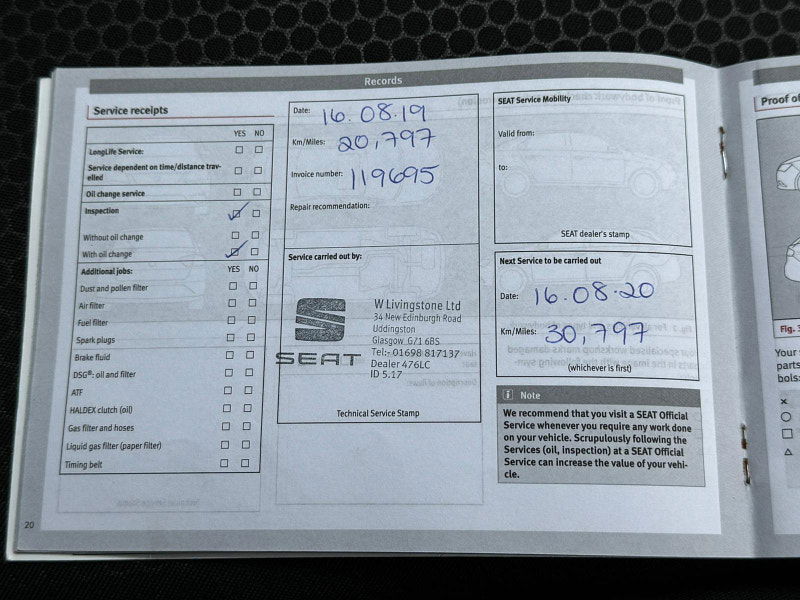 Records
Service receipts
YES NO
LongLife Service:
Service dependent on time/distance trav-
elled
Oil change service
Inspection
Without oil change
With oil change
Additional jobs: YES NO
Dust and pollen filter
Air filter
Fuel filter
Spark plugs
Brake fluid
DSG®: oil and filter
ATF
HALDEX clutch (oil)
Gas filter and hoses
Liquid gas filter (paper filter)
Timing belt
20
Date: 16.08.19
Km/Miles: 20,797
Invoice number: 119695
Repair recommendation:
Service carried out by:
SEAT
W Livingstone Ltd
34 New Edinburgh Road
Uddingston
Glasgow G71 6BS
Tel:- 01698 817137
Dealer 476LC
ID 5.17
Technical Service Stamp
SEAT Service Mobility
Valid from:
to:
SEAT dealer's stamp
Next Service to be carried out
Date: 16.08.20
Km/Miles: 30,797
(whichever is first)
i Note
We recommend that you visit a SEAT Official
Service whenever you require any work done
on your vehicle. Scrupulously following the
Services (oil, inspection) at a SEAT Official
Service can increase the value of your vehi-
cle.
Proof of
Fig.
Your
parts
bols: